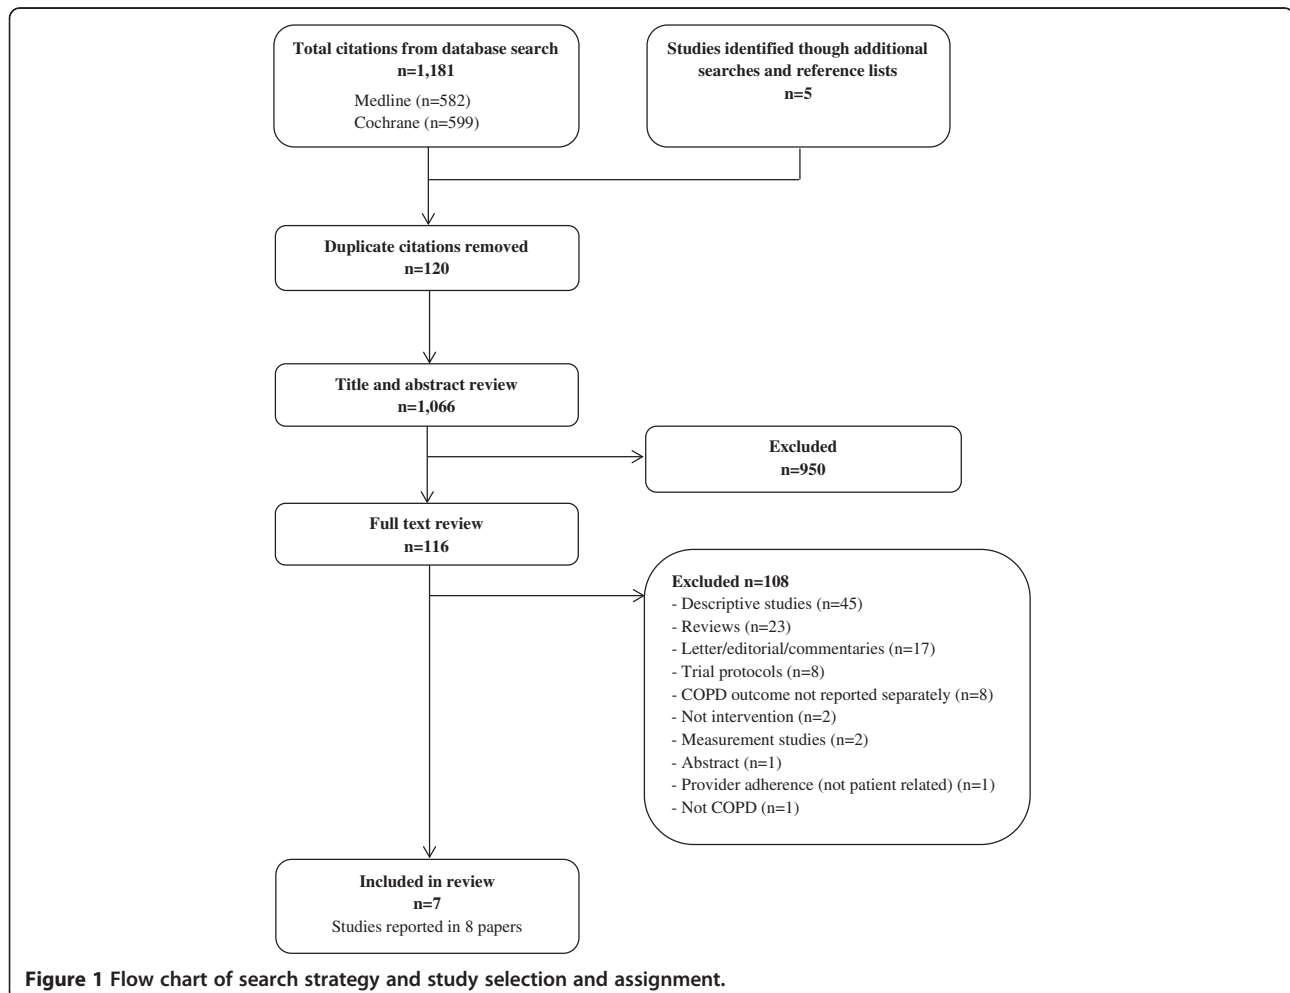 Total citations from database search
n=1,181
Medline (n=582)
Cochrane (n=599)
Studies identified though additional
searches and reference lists
n=5
Duplicate citations removed
n=120
Title and abstract review
n=1,066
Excluded
n=950
Full text review
n=116
Excluded n=108
- Descriptive studies (n=45)
- Reviews (n=23)
- Letter/editorial/commentaries (n=17)
- Trial protocols (n=8)
- COPD outcome not reported separately (n=8)
- Not intervention (n=2)
- Measurement studies (n=2)
- Abstract (n=1)
- Provider adherence (not patient related) (n=1)
- Not COPD (n=1)
Included in review
n=7
Studies reported in 8 papers
Figure 1 Flow chart of search strategy and study selection and assignment.